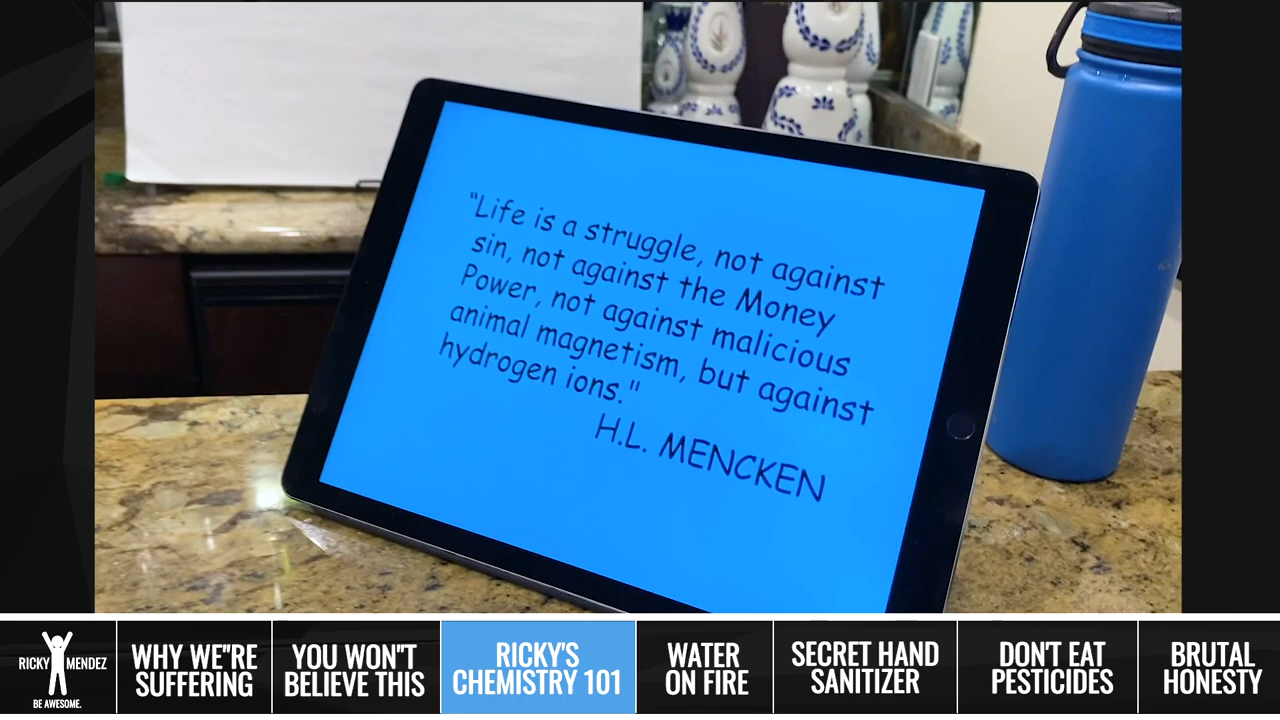 "Life is a struggle, not against
sin, not against the Money
Power, not against malicious
animal magnetism, but against
hydrogen ions."
H.L. MENCKEN
RICKY MENDEZ
BE AWESOME.
WHY WE"RE
SUFFERING
YOU WON"T
BELIEVE THIS
RICKY'S
CHEMISTRY 101
WATER
ON FIRE
SECRET HAND
SANITIZER
DON'T EAT
PESTICIDES
BRUTAL
HONESTY